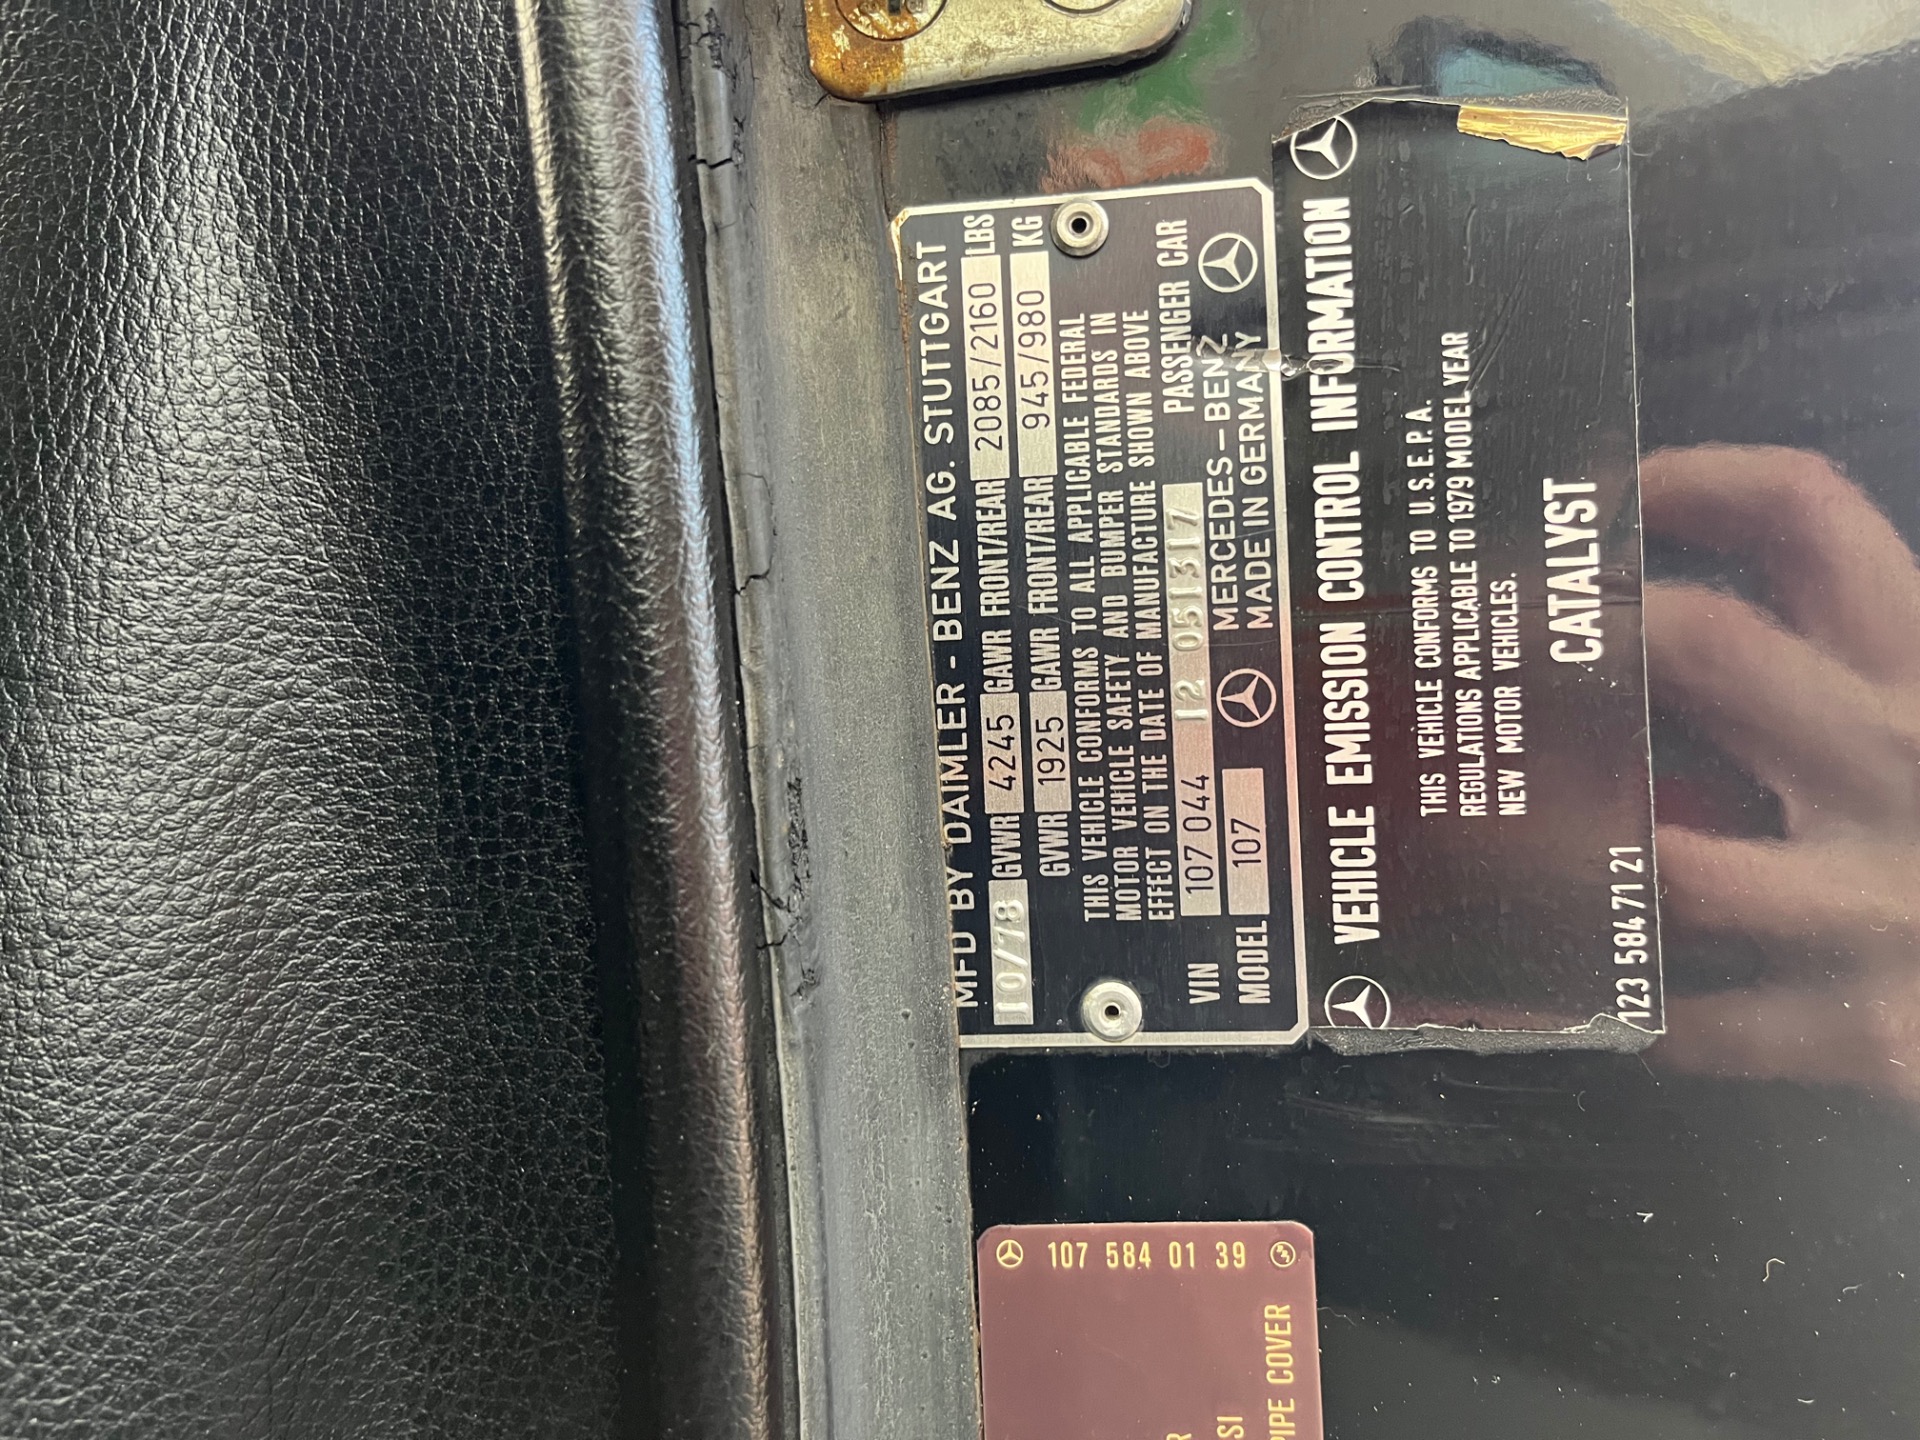 MFD BY DAIMLER - BENZ AG. STUTTGART
10/78 GVWR 4245 GAWR FRONT/REAR 2085/2160 LBS
GVWR 1925 GAWR FRONT/REAR 945/980 KG
THIS VEHICLE CONFORMS TO ALL APPLICABLE FEDERAL
MOTOR VEHICLE SAFETY AND BUMPER STANDARDS IN
EFFECT ON THE DATE OF MANUFACTURE SHOWN ABOVE
VIN 107 044 12 051317 PASSENGER CAR
MODEL 107 MERCEDES-BENZ
MADE IN GERMANY
VEHICLE EMISSION CONTROL INFORMATION
THIS VEHICLE CONFORMS TO U.S.E.P.A.
REGULATIONS APPLICABLE TO 1979 MODEL YEAR
NEW MOTOR VEHICLES.
CATALYST
123 584 71 21
107 584 01 39
PIPE COVER